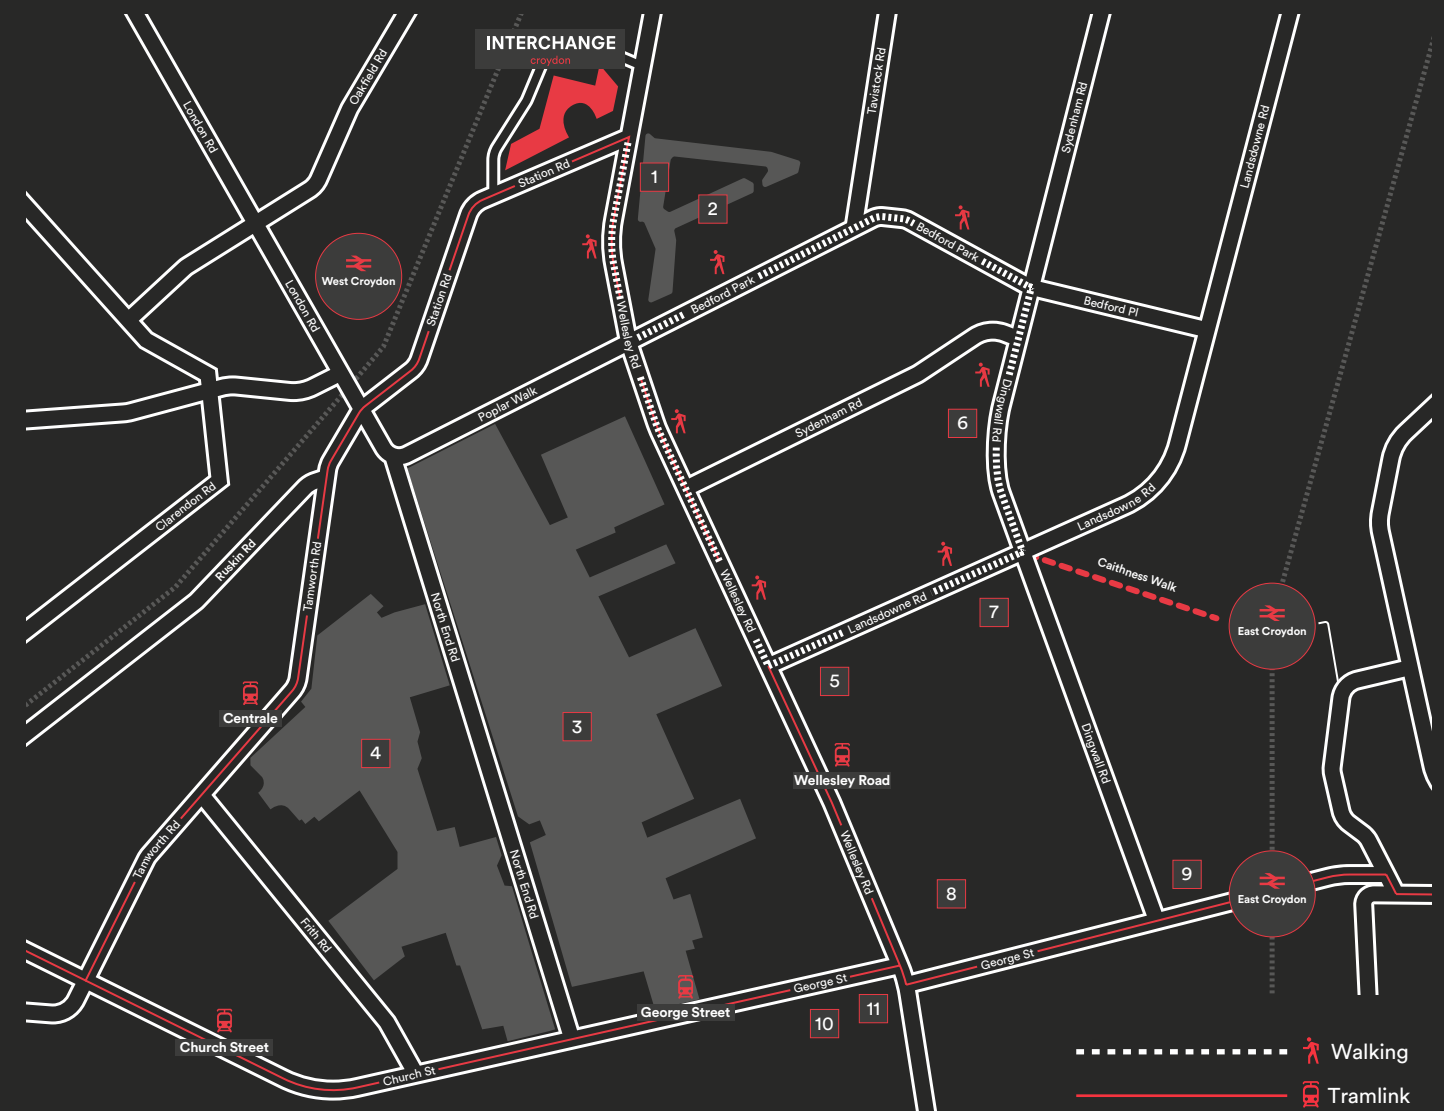 INTERCHANGE
croydon
Oakfield Rd
London Rd
Tavistock Rd
Sydenham Rd
Landsdowne Rd
Station Rd
1
2
West Croydon
London Rd
Station Rd
Bedford Park
Bedford Park
Bedford Pl
Wellesley Rd
Poplar Walk
Sydenham Rd
Dingwall Rd
6
Clarendon Rd
Ruskin Rd
Tamworth Rd
Landsdowne Rd
Caithness Walk
North End Rd
Wellesley Rd
Landsdowne Rd
7
East Croydon
5
Centrale
4
3
Wellesley Road
Dingwall Rd
Tamworth Rd
Wellesley Rd
North End Rd
8
9
East Croydon
Frith Rd
George St
George St
George Street
10
11
Church Street
Church St
Walking
Tramlink